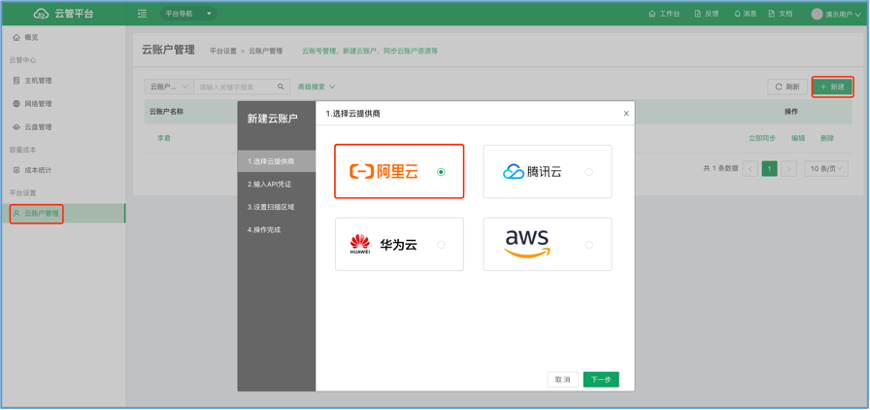 云管平台
平台导航
工作台
反馈
消息
文档
演示用户
概览
云管中心
主机管理
网络管理
云盘管理
容量成本
成本统计
平台设置
云账户管理
云账户管理
平台设置 > 云账户管理
云账号管理，新建云账户，同步云账户资源等
云账户...
请输入关键字搜索
高级搜索
刷新
+ 新建
云账户名称
操作
李君
立即同步
编辑
删除
共 1 条数据
<
1
>
10 条/页
新建云账户
1.选择云提供商
2.输入API凭证
3.设置扫描区域
4.操作完成
1.选择云提供商
×
阿里云
腾讯云
HUAWEI
华为云
aws
取 消
下一步